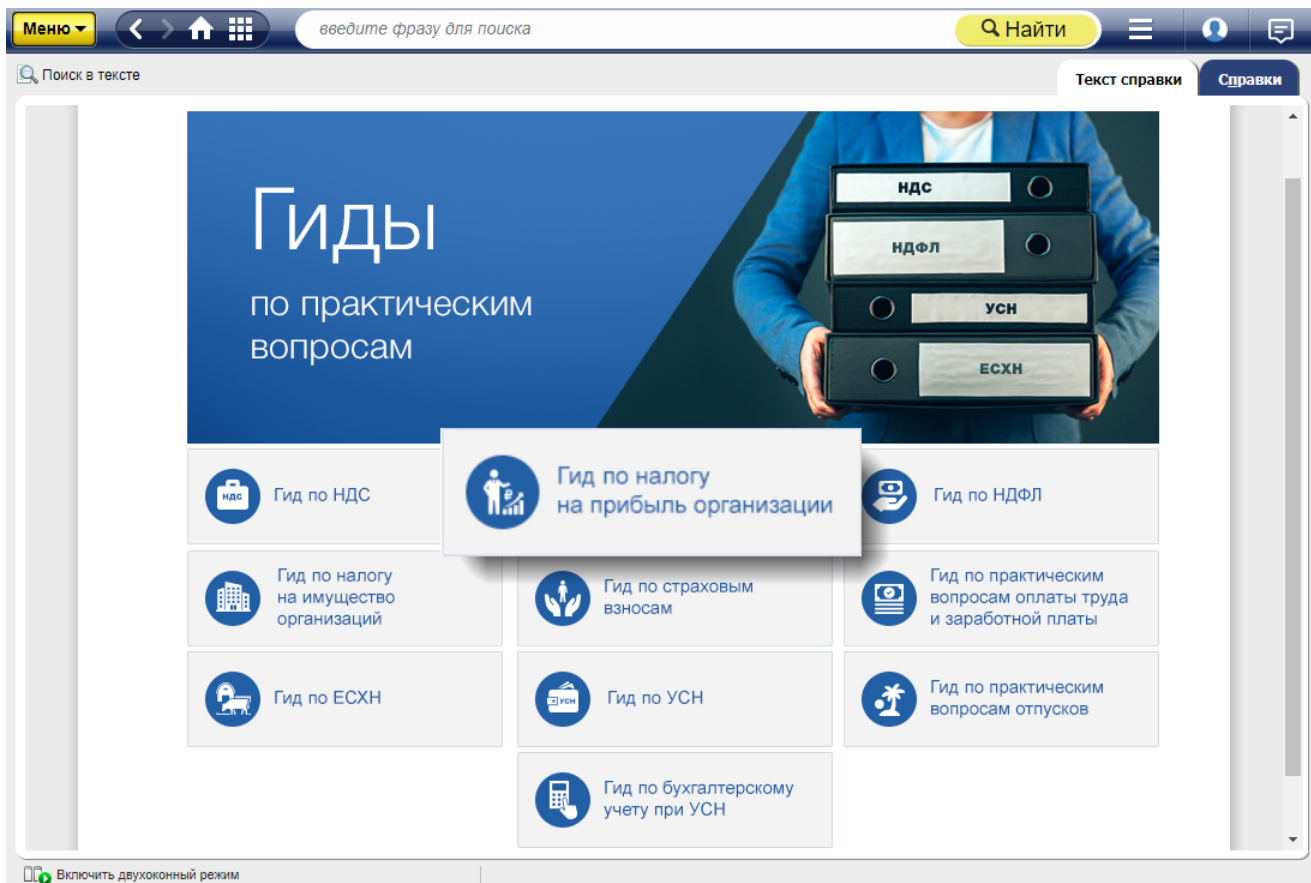 Меню
введите фразу для поиска
Найти
Поиск в тексте
Текст справки
Справки
Гиды
по практическим
вопросам
НДС
НДФЛ
УСН
ЕСХН
НДС
Гид по НДС
Гид по налогу
на прибыль организации
Гид по НДФЛ
Гид по налогу
на имущество
организаций
Гид по страховым
взносам
Гид по практическим
вопросам оплаты труда
и заработной платы
Гид по ЕСХН
УСН
Гид по УСН
Гид по практическим
вопросам отпусков
Гид по бухгалтерскому
учету при УСН
Включить двухоконный режим